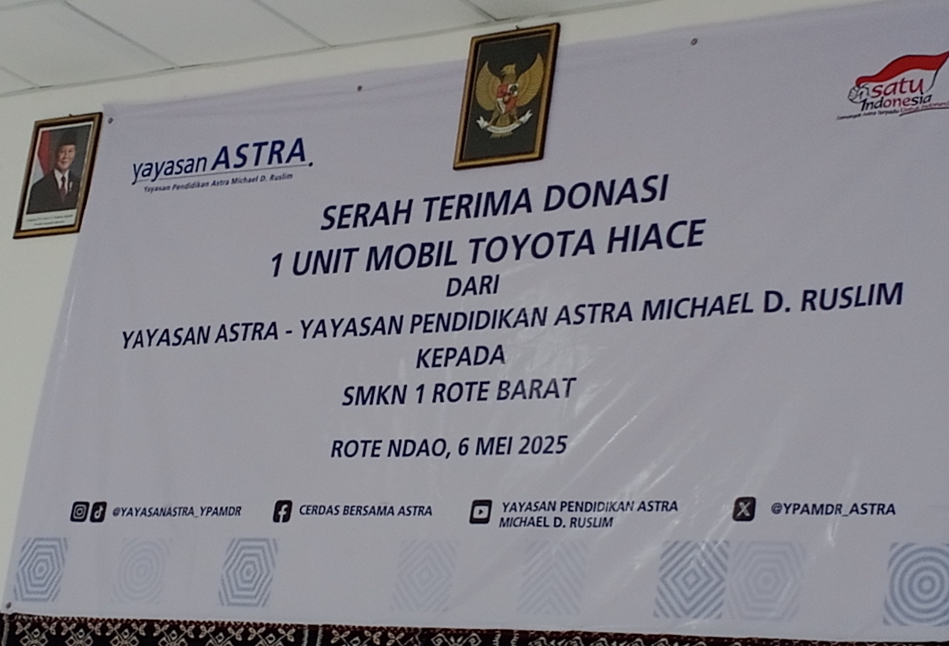 yayasan ASTRA
Yayasan Pendidikan Astra Michael D. Ruslim
satu
Indonesia
SERAH TERIMA DONASI
1 UNIT MOBIL TOYOTA HIACE
DARI
YAYASAN ASTRA - YAYASAN PENDIDIKAN ASTRA MICHAEL D. RUSLIM
KEPADA
SMKN 1 ROTE BARAT
ROTE NDAO, 6 MEI 2025
@YAYASANASTRA_YPAMDR
CERDAS BERSAMA ASTRA
YAYASAN PENDIDIKAN ASTRA
MICHAEL D. RUSLIM
@YPAMDR_ASTRA